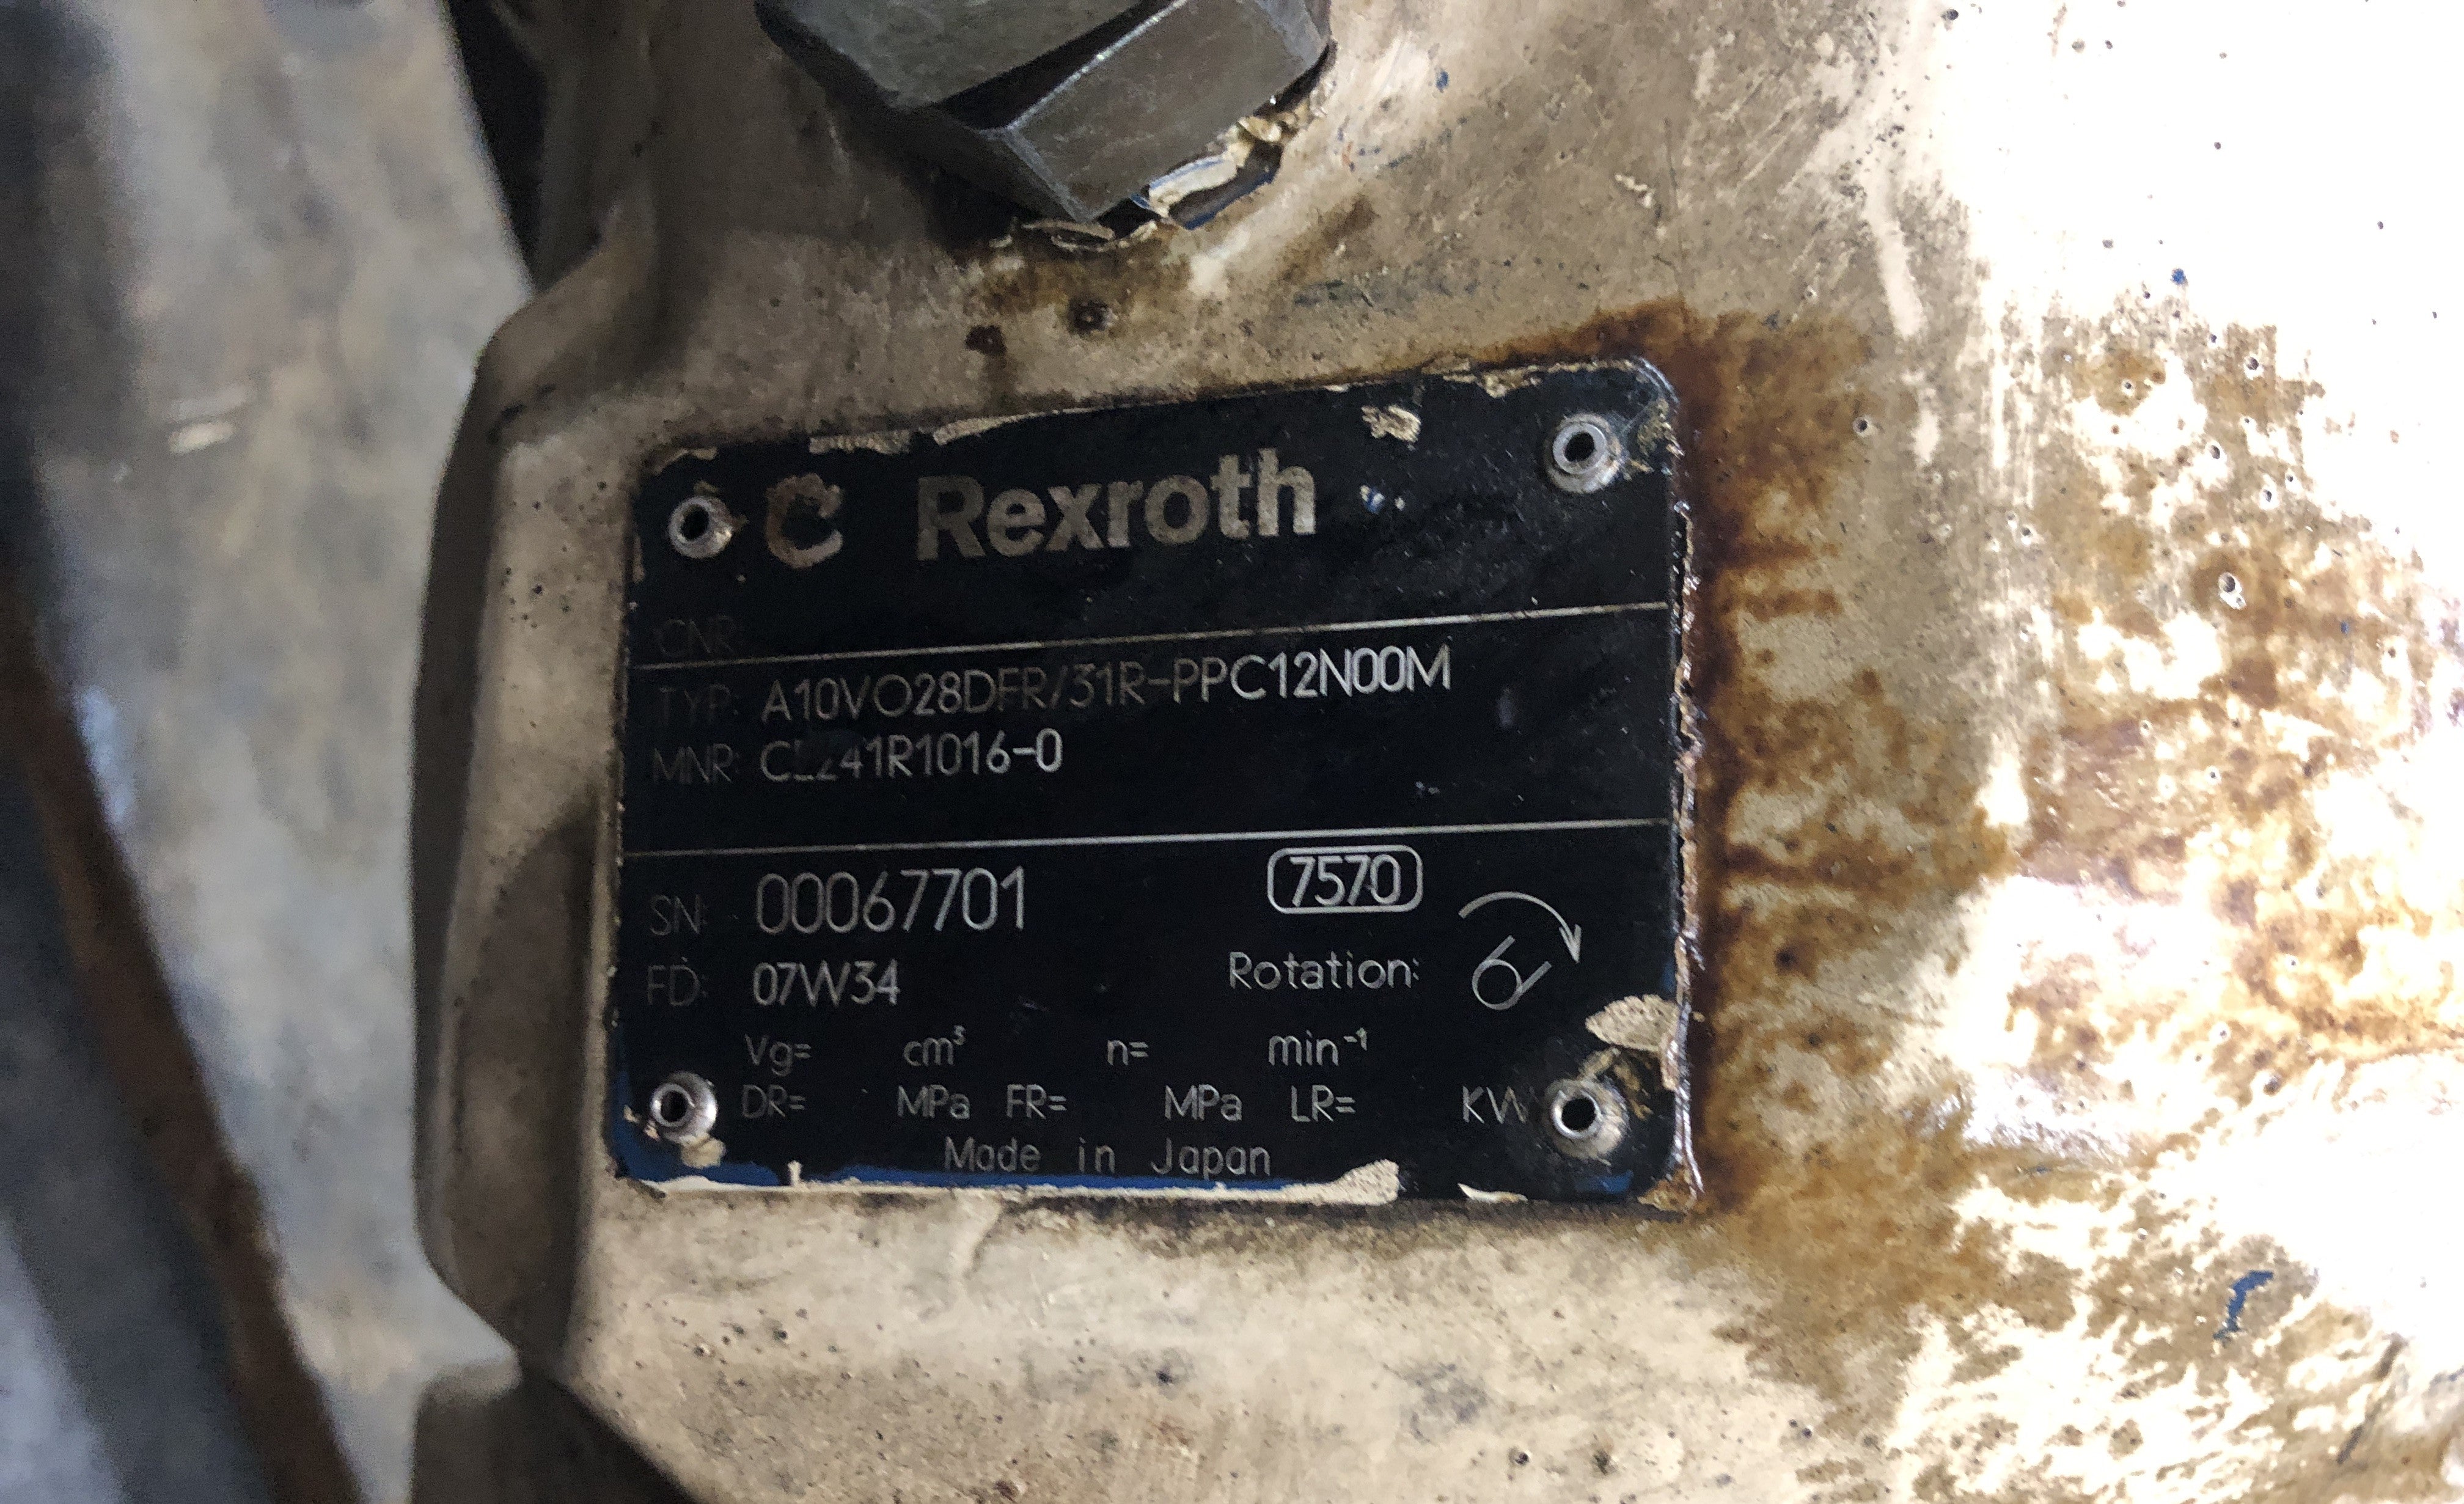 C Rexroth
CNR
TYP: A10VO28DFR/31R-PPC12N00M
MNR:
SN: 00067701 7570
FD: 07W34 Rotation:
Vg= cm³ n= min⁻¹
DR= MPa FR= MPa LR= KW
Made in Japan